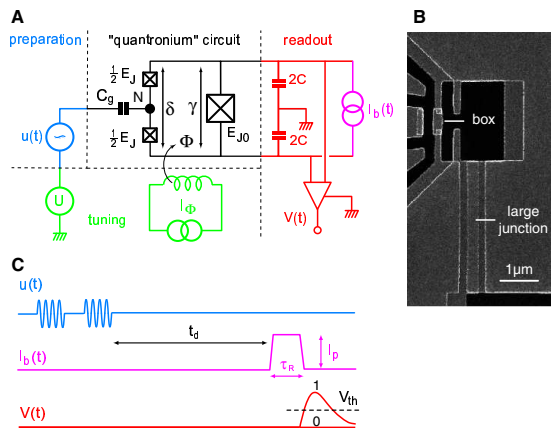 A
preparation
"quantronium" circuit
readout
½ E_J
C_g
N
δ
γ
½ E_J
E_J0
Φ
2C
2C
I_b(t)
u(t)
U
tuning
I_Φ
V(t)
B
box
large
junction
1µm
C
u(t)
t_d
I_b(t)
I_p
τ_R
V(t)
1
0
V_th